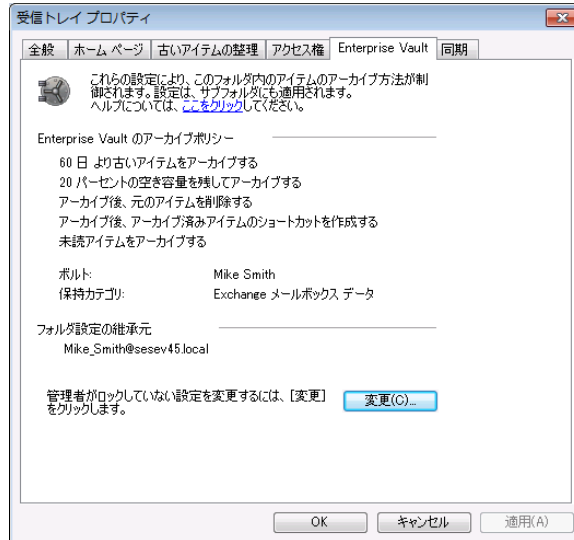 受信トレイ プロパティ
全般 ホーム ページ 古いアイテムの整理 アクセス権 Enterprise Vault 同期
これらの設定により、このフォルダ内のアイテムのアーカイブ方法が制
御されます。設定は、サブフォルダにも適用されます。
ヘルプについては、ここをクリックしてください。
Enterprise Vault のアーカイブポリシー
60 日 より古いアイテムをアーカイブする
20 パーセントの空き容量を残してアーカイブする
アーカイブ後、元のアイテムを削除する
アーカイブ後、アーカイブ済みアイテムのショートカットを作成する
未読アイテムをアーカイブする
ボルト: Mike Smith
保持カテゴリ: Exchange メールボックス データ
フォルダ設定の継承元
Mike_Smith@sesev45.local
管理者がロックしていない設定を変更するには、[変更]
をクリックします。
変更(C)...
OK キャンセル 適用(A)